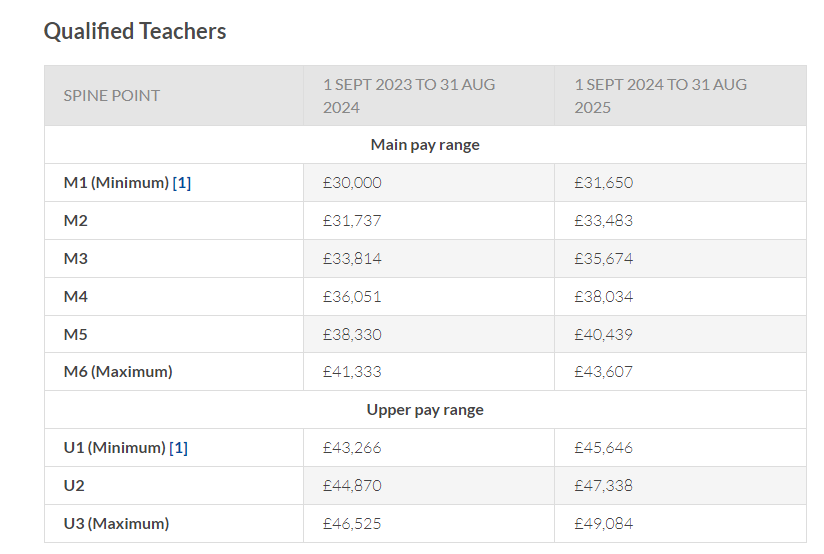 Qualified Teachers
SPINE POINT
1 SEPT 2023 TO 31 AUG
2024
1 SEPT 2024 TO 31 AUG
2025
Main pay range
M1 (Minimum) [1] £30,000 £31,650
M2 £31,737 £33,483
M3 £33,814 £35,674
M4 £36,051 £38,034
M5 £38,330 £40,439
M6 (Maximum) £41,333 £43,607
Upper pay range
U1 (Minimum) [1] £43,266 £45,646
U2 £44,870 £47,338
U3 (Maximum) £46,525 £49,084